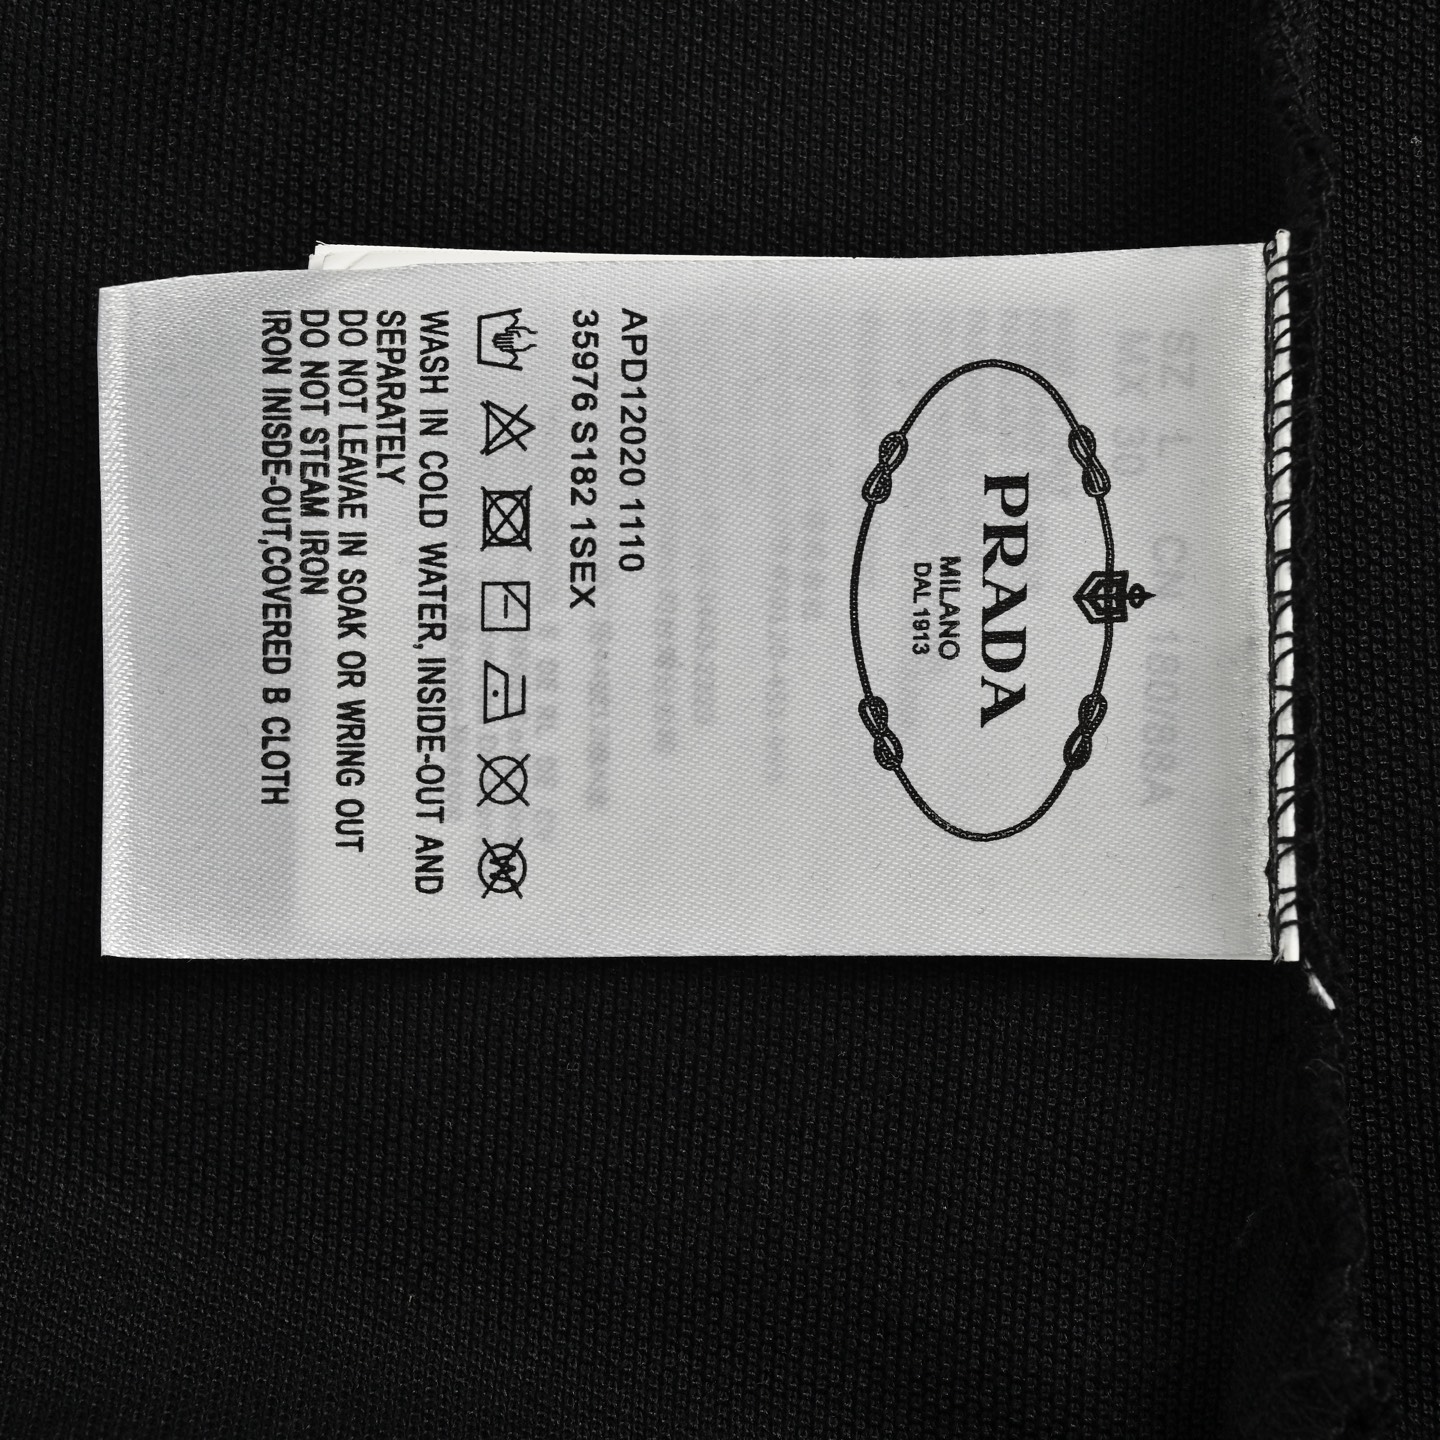 PRADA
MILANO
DAL 1913
APD12020 1110
35976 S182 1SEX
WASH IN COLD WATER, INSIDE-OUT AND
SEPARATELY
DO NOT LEAVAE IN SOAK OR WRING OUT
DO NOT STEAM IRON
IRON INISDE-OUT,COVERED B CLOTH